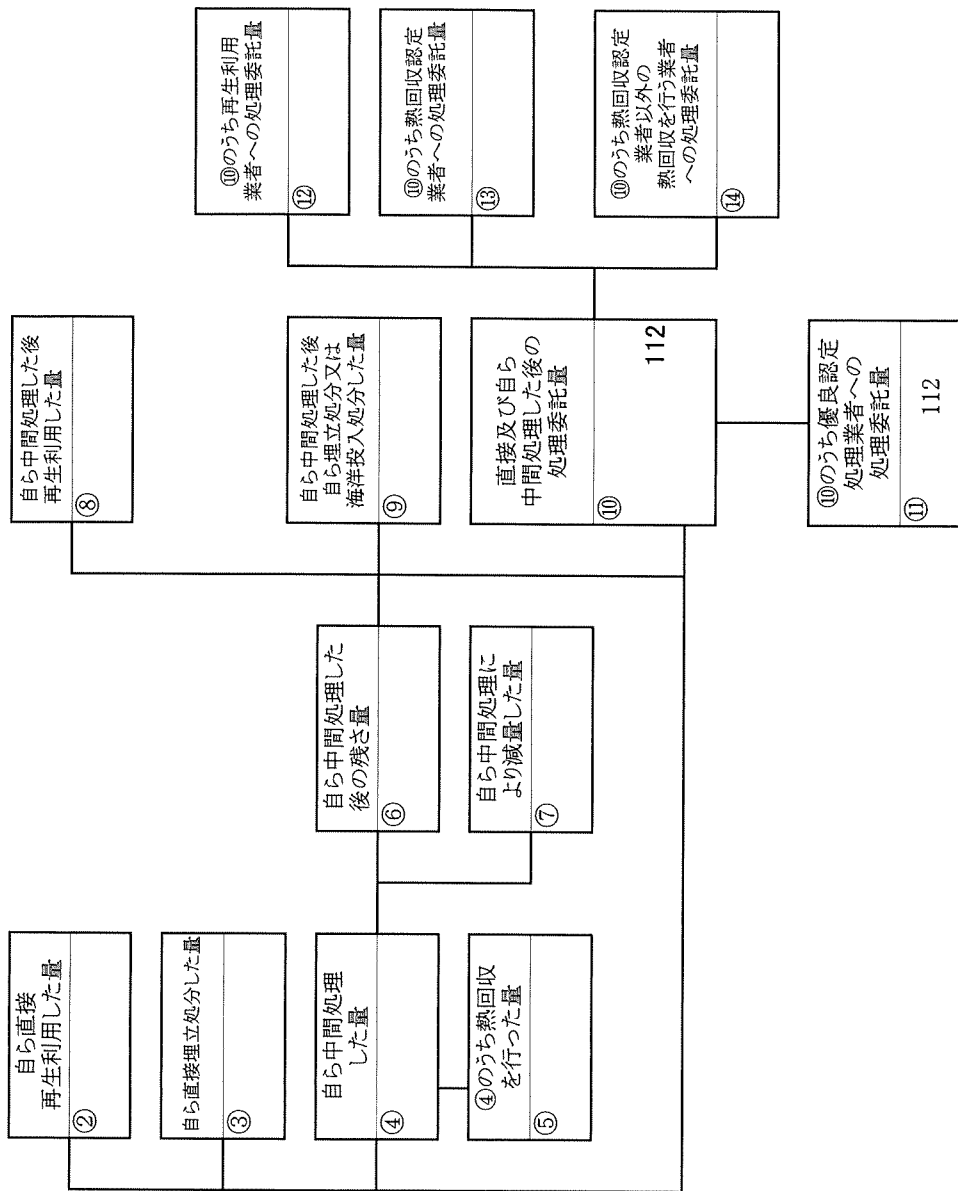 自ら直接
再生利用した量
②
自ら直接埋立処分した量
③
自ら中間処理
した量
④
④のうち熱回収
を行った量
⑤
自ら中間処理した
後の残さ量
⑥
自ら中間処理に
より減量した量
⑦
自ら中間処理した後
再生利用した量
⑧
自ら中間処理した後
自ら埋立処分又は
海洋投入処分した量
⑨
直接及び自ら
中間処理した後の
処理委託量
⑩
112
⑩のうち優良認定
処理業者への
処理委託量
⑪
112
⑩のうち再生利用
業者への処理委託量
⑫
⑩のうち熱回収認定
業者への処理委託量
⑬
⑩のうち熱回収認定
業者以外の
熱回収を行う業者
への処理委託量
⑭